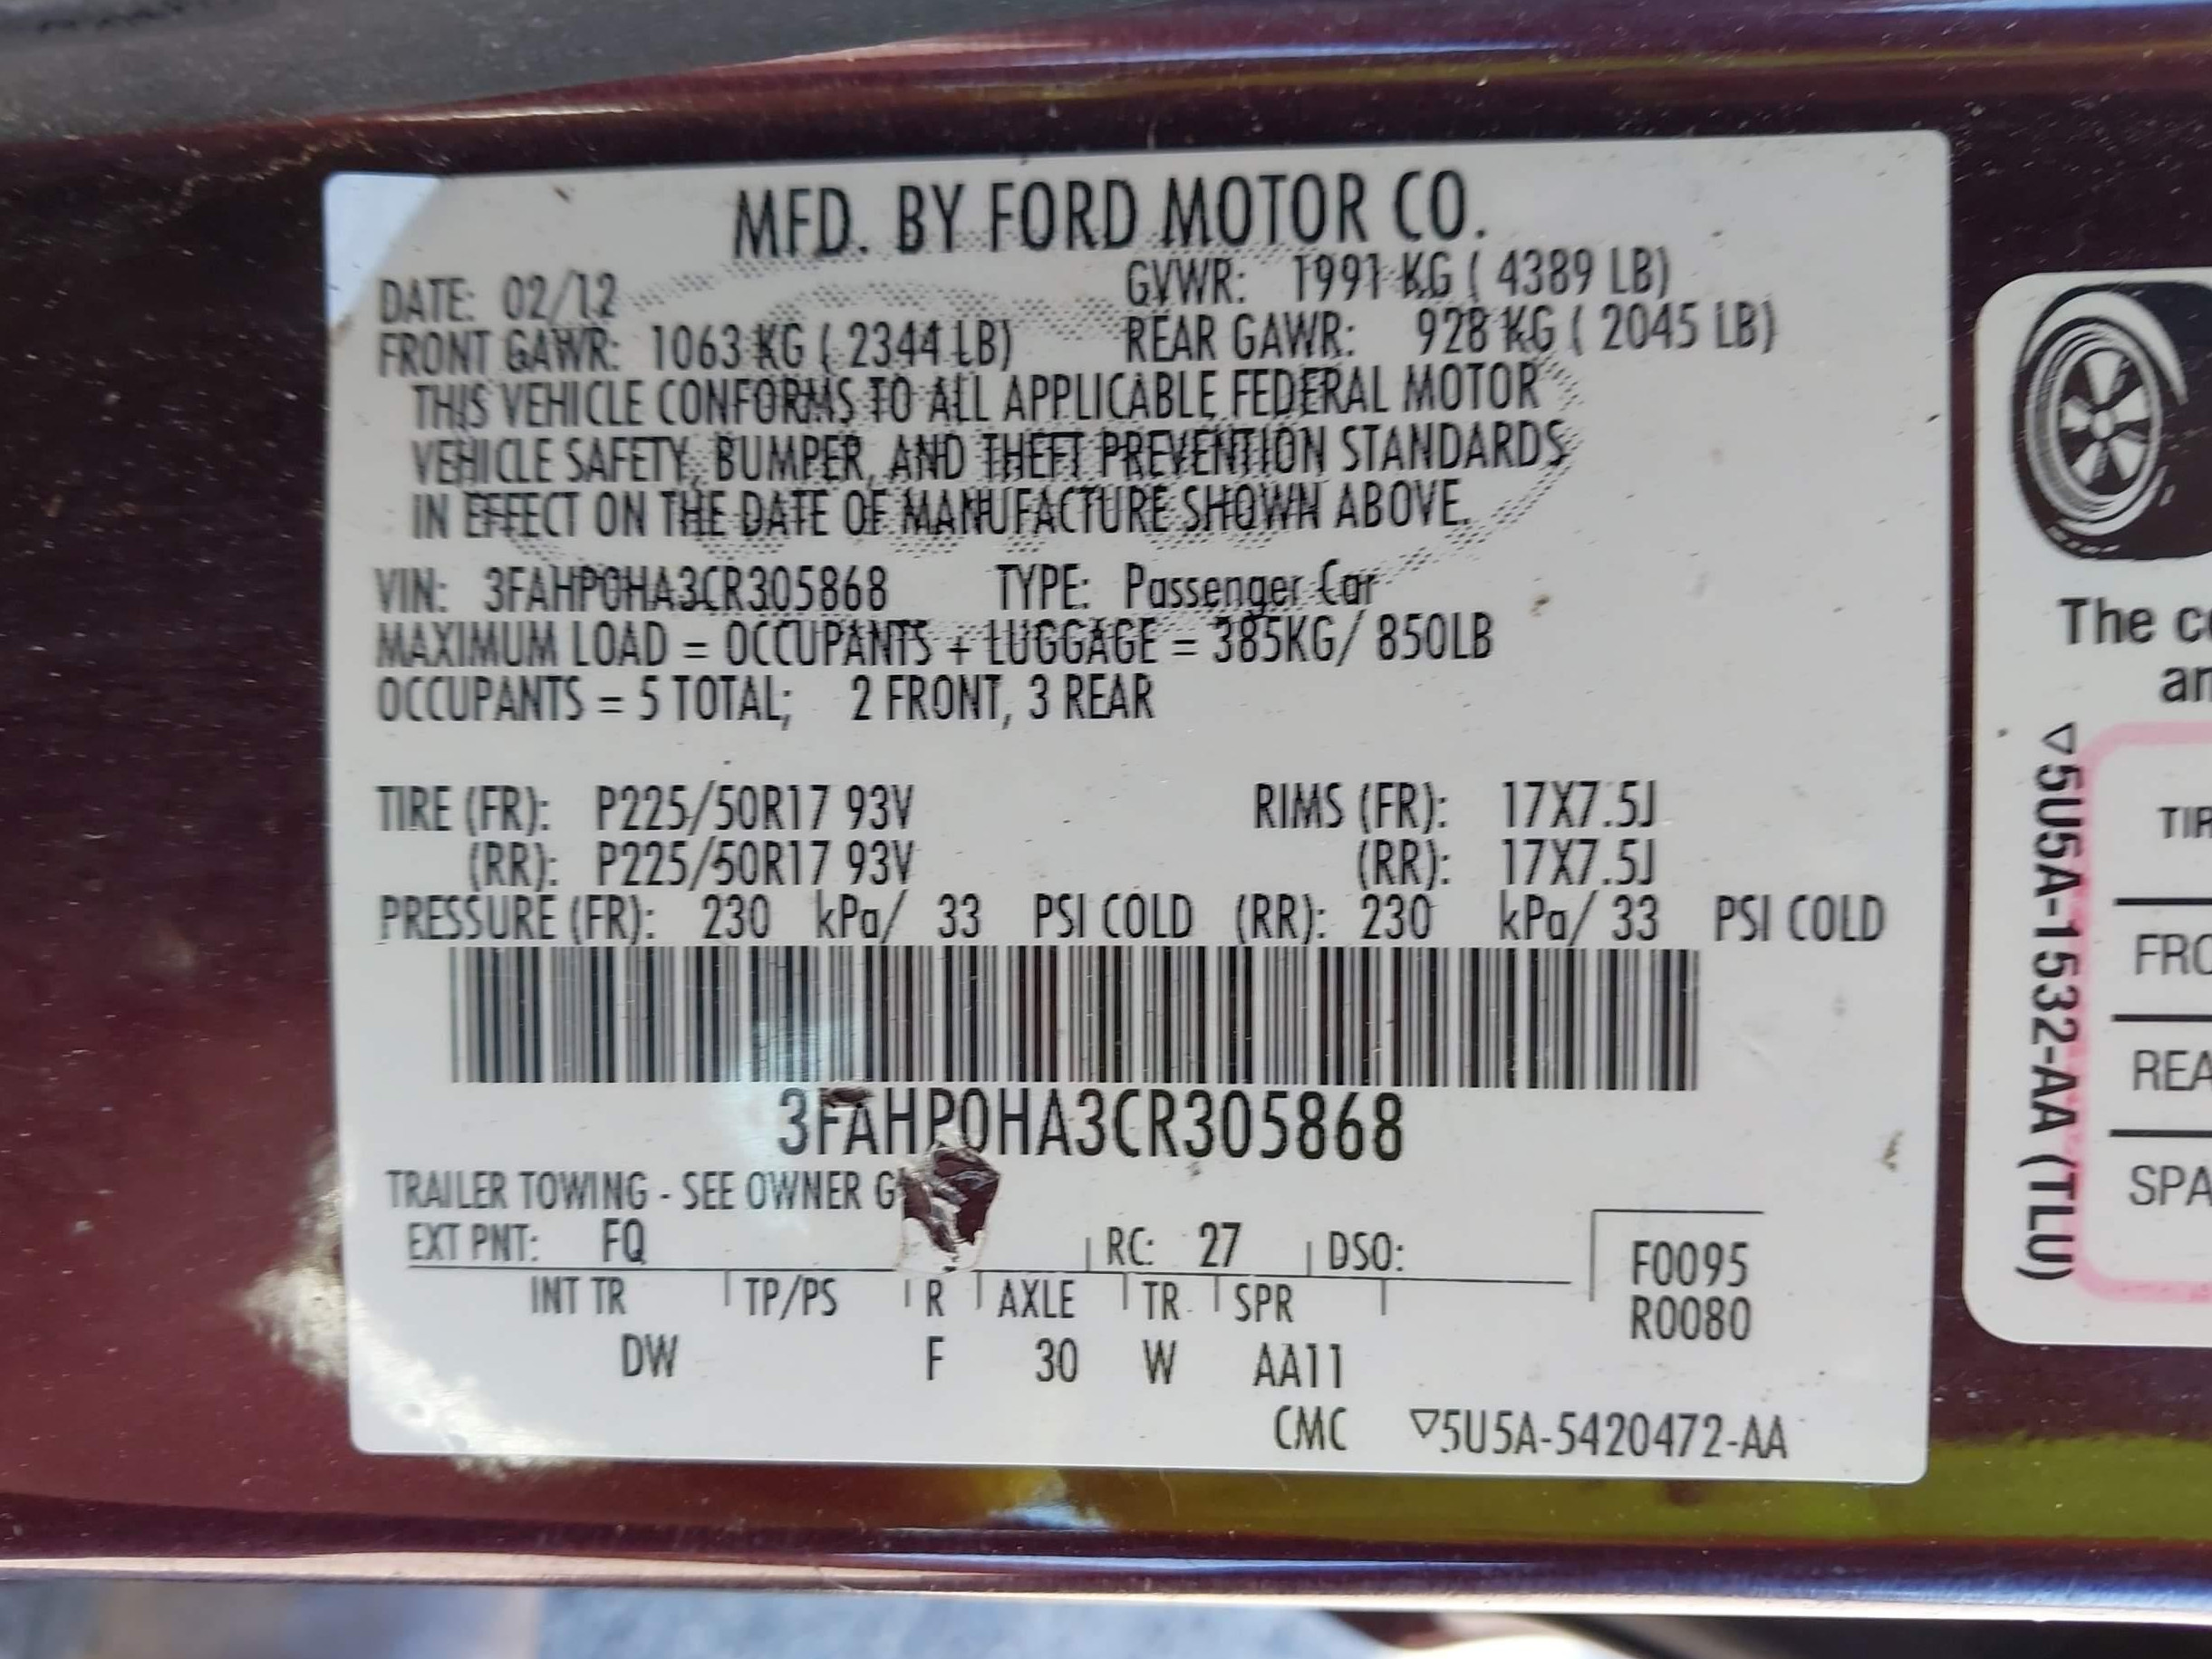 MFD. BY FORD MOTOR CO.
DATE: 02/12 GVWR: 1991 KG ( 4389 LB)
FRONT GAWR: 1063 KG ( 2344 LB) REAR GAWR: 928 KG ( 2045 LB)
THIS VEHICLE CONFORMS TO ALL APPLICABLE FEDERAL MOTOR
VEHICLE SAFETY, BUMPER, AND THEFT PREVENTION STANDARDS
IN EFFECT ON THE DATE OF MANUFACTURE SHOWN ABOVE.
VIN: 3FAHP0HA3CR305868 TYPE: Passenger Car
MAXIMUM LOAD = OCCUPANTS + LUGGAGE = 385KG/ 850LB
OCCUPANTS = 5 TOTAL; 2 FRONT, 3 REAR
TIRE (FR): P225/50R17 93V RIMS (FR): 17X7.5J
(RR): P225/50R17 93V (RR): 17X7.5J
PRESSURE (FR): 230 kPa/ 33 PSI COLD (RR): 230 kPa/ 33 PSI COLD
3FAHP0HA3CR305868
TRAILER TOWING - SEE OWNER G
EXT PNT: FQ RC: 27 DSO: F0095
INT TR TP/PS R AXLE TR SPR R0080
DW F 30 W AA11
CMC ▽5U5A-5420472-AA
The
▽5U5A-1532-AA (TLU)
TIR
FRO
REA
SPA